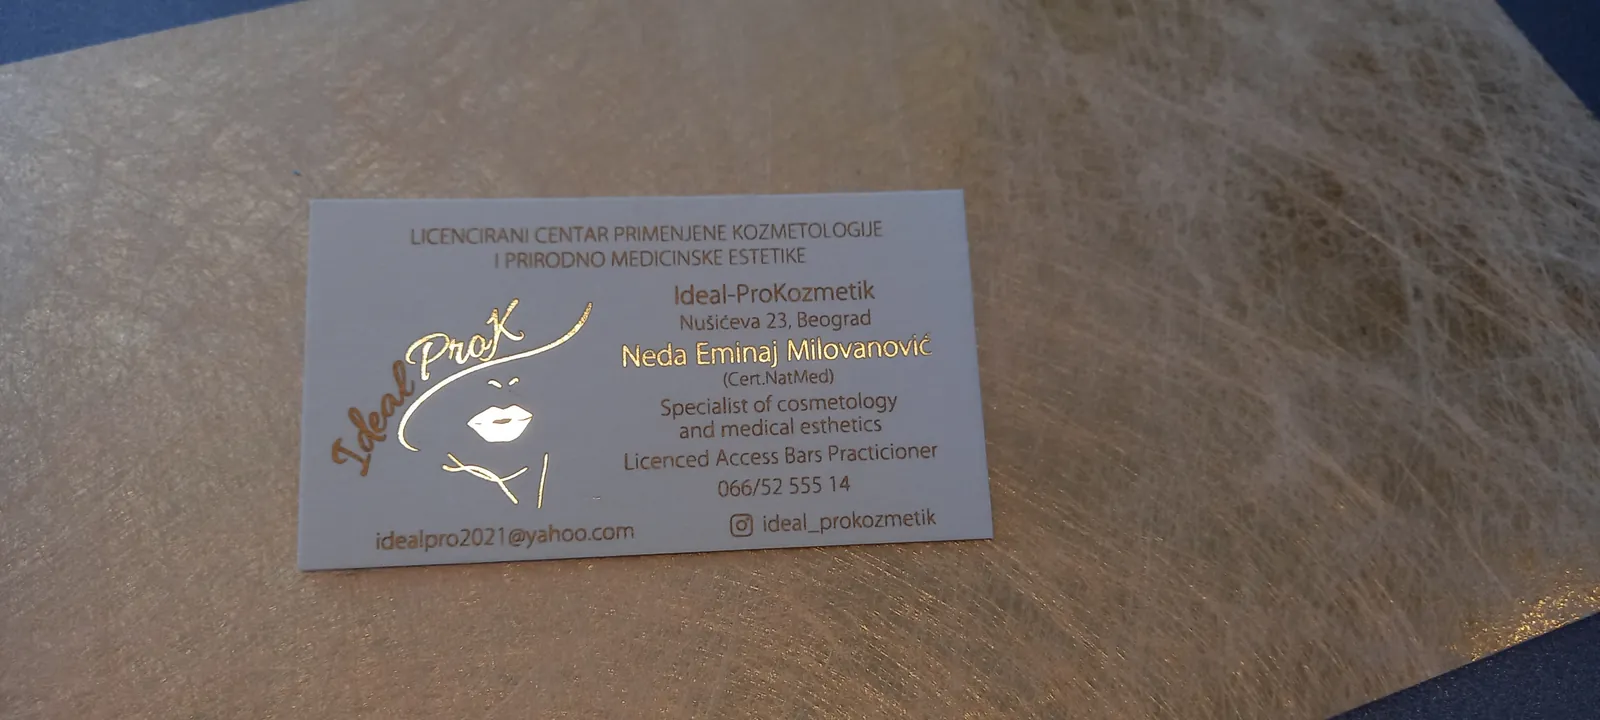 LICENCIRANI CENTAR PRIMENJENE KOZMETOLOGIJE
I PRIRODNO MEDICINSKE ESTETIKE
Ideal ProK
Ideal-ProKozmetik
Nušićeva 23, Beograd
Neda Eminaj Milovanović
(Cert.NatMed)
Specialist of cosmetology
and medical esthetics
Licenced Access Bars Practicioner
066/52 555 14
idealpro2021@yahoo.com
ideal_prokozmetik